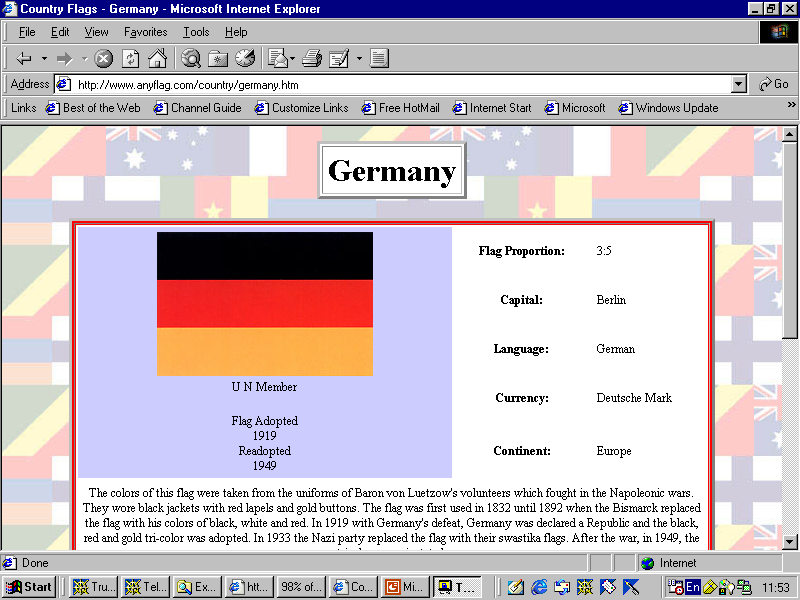 Country Flags - Germany - Microsoft Internet Explorer
File Edit View Favorites Tools Help
Address http://www.anyflag.com/country/germany.htm Go
Links Best of the Web Channel Guide Customize Links Free HotMail Internet Start Microsoft Windows Update
Germany
Flag Proportion: 3:5
Capital: Berlin
Language: German
Currency: Deutsche Mark
Continent: Europe
U N Member
Flag Adopted
1919
Readopted
1949
The colors of this flag were taken from the uniforms of Baron von Luetzow's volunteers which fought in the Napoleonic wars.
They wore black jackets with red lapels and gold buttons. The flag was first used in 1832 until 1892 when the Bismarck replaced
the flag with his colors of black, white and red. In 1919 with Germany's defeat, Germany was declared a Republic and the black,
red and gold tri-color was adopted. In 1933 the Nazi party replaced the flag with their swastika flags. After the war, in 1949, the
Done Internet
Start Tru... Tel... Ex... htt... 98% of... Co... Mi... T... En 11:53